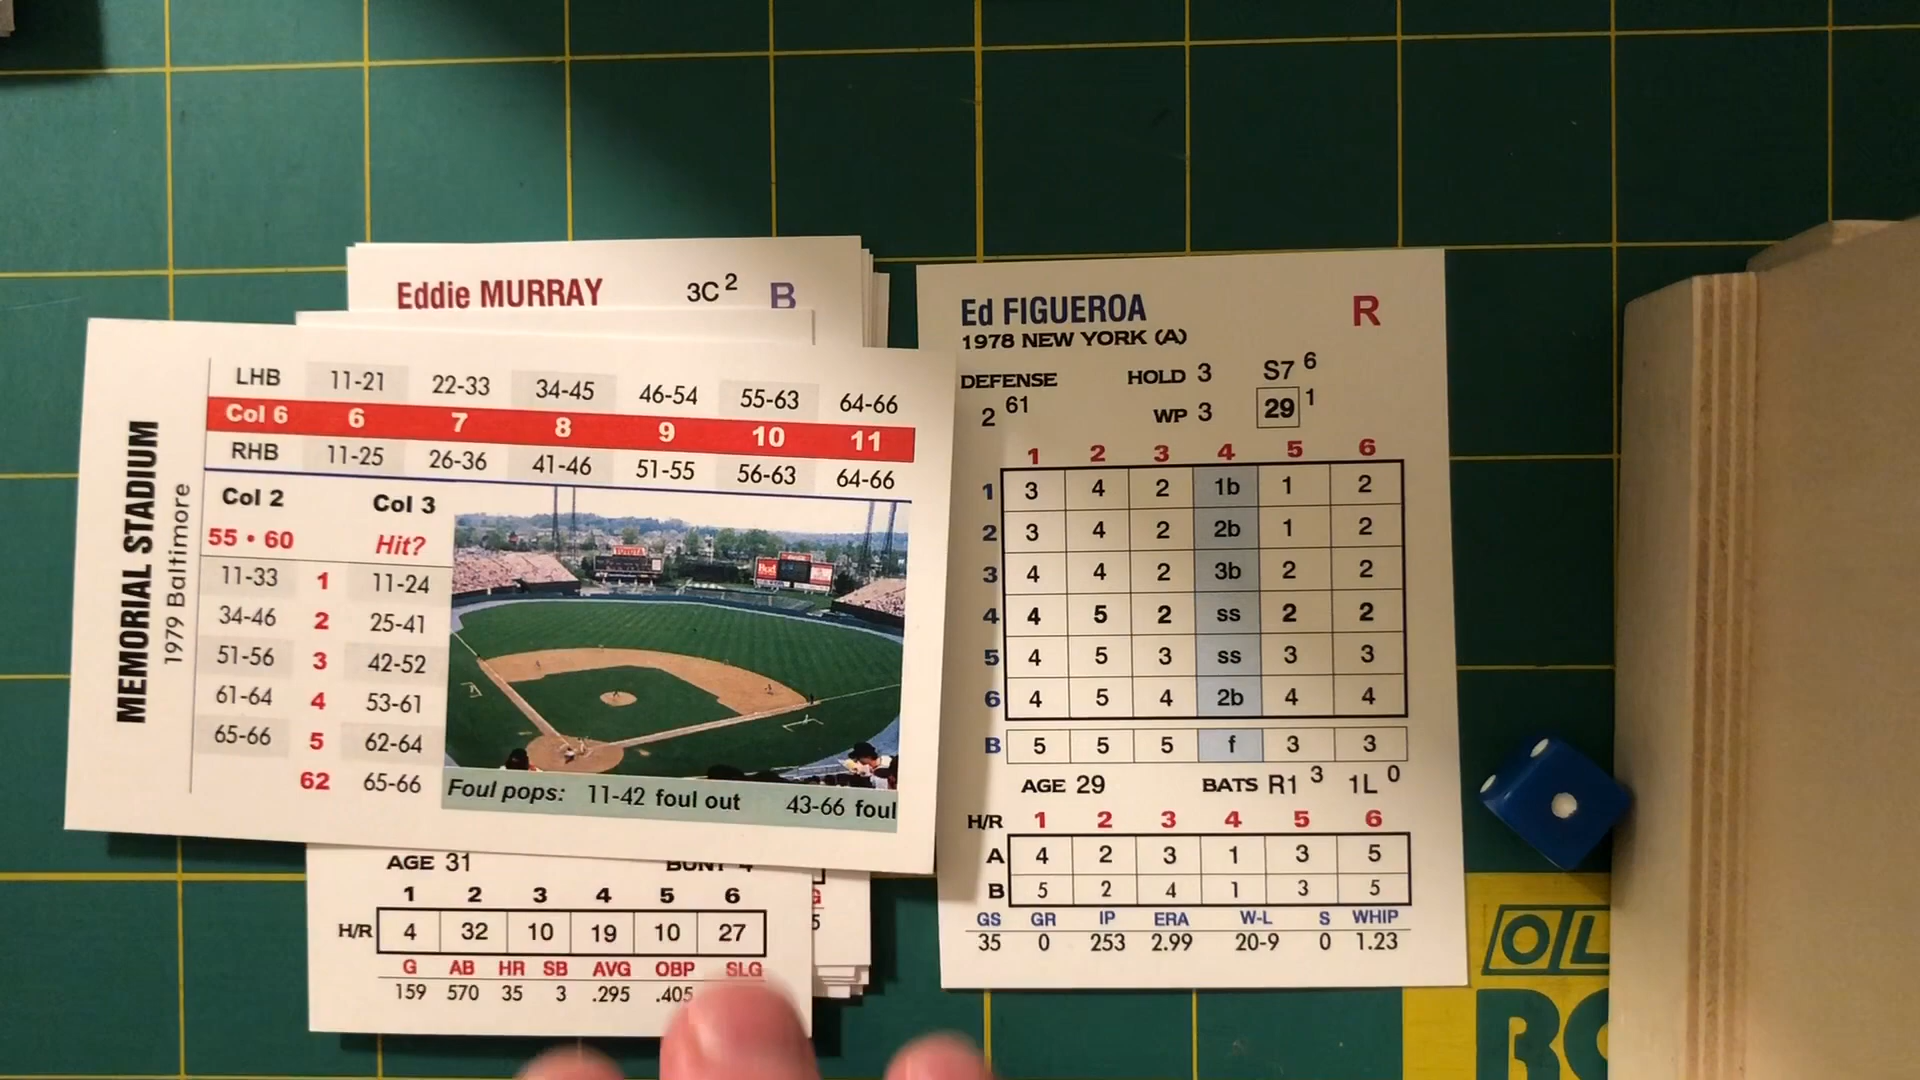 Eddie MURRAY 3C 2 B
MEMORIAL STADIUM
1979 Baltimore
LHB 11-21 22-33 34-45 46-54 55-63 64-66
Col 6 6 7 8 9 10 11
RHB 11-25 26-36 41-46 51-55 56-63 64-66
Col 2 Col 3
55 • 60 Hit?
11-33 1 11-24
34-46 2 25-41
51-56 3 42-52
61-64 4 53-61
65-66 5 62-64
62 65-66
TOYOTA
Foul pops: 11-42 foul out 43-66 foul
AGE 31 BUNT 4
1 2 3 4 5 6
H/R 4 32 10 19 10 27
G AB HR SB AVG OBP SLG
159 570 35 3 .295 .405
G
5
Ed FIGUEROA R
1978 NEW YORK (A)
DEFENSE HOLD 3 S7 6
2 61 WP 3 29 1
1 2 3 4 5 6
1 3 4 2 1b 1 2
2 3 4 2 2b 1 2
3 4 4 2 3b 2 2
4 4 5 2 ss 2 2
5 4 5 3 ss 3 3
6 4 5 4 2b 4 4
B 5 5 5 f 3 3
AGE 29 BATS R1 3 1L 0
H/R 1 2 3 4 5 6
A 4 2 3 1 3 5
B 5 2 4 1 3 5
GS GR IP ERA W-L S WHIP
35 0 253 2.99 20-9 0 1.23
OL